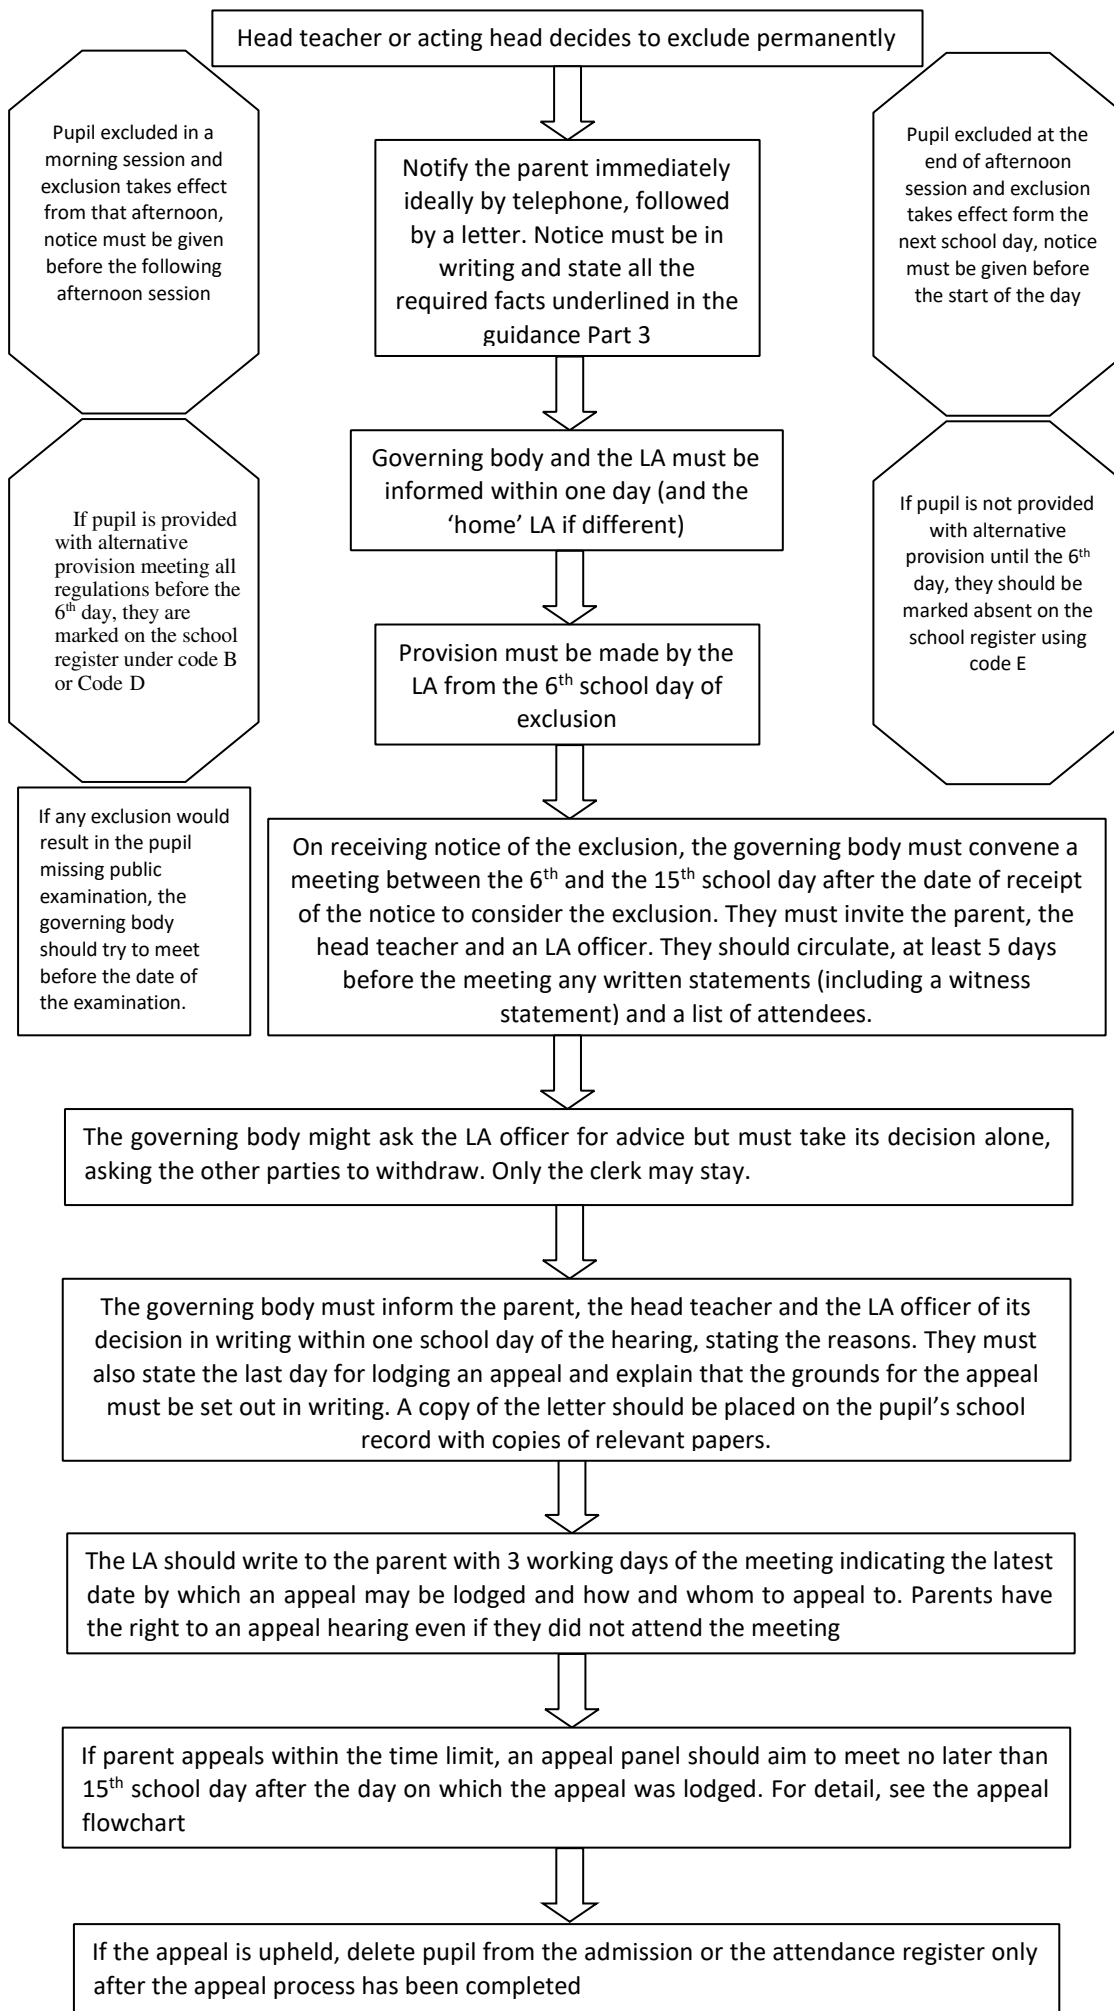 Head teacher or acting head decides to exclude permanently
Pupil excluded in a
morning session and
exclusion takes effect
from that afternoon,
notice must be given
before the following
afternoon session
Notify the parent immediately
ideally by telephone, followed
by a letter. Notice must be in
writing and state all the
required facts underlined in the
guidance Part 3
Pupil excluded at the
end of afternoon
session and exclusion
takes effect form the
next school day, notice
must be given before
the start of the day
Governing body and the LA must be
informed within one day (and the
‘home’ LA if different)
If pupil is provided
with alternative
provision meeting all
regulations before the
6th day, they are
marked on the school
register under code B
or Code D
If pupil is not provided
with alternative
provision until the 6th
day, they should be
marked absent on the
school register using
code E
Provision must be made by the
LA from the 6th school day of
exclusion
If any exclusion would
result in the pupil
missing public
examination, the
governing body
should try to meet
before the date of
the examination.
On receiving notice of the exclusion, the governing body must convene a
meeting between the 6th and the 15th school day after the date of receipt
of the notice to consider the exclusion. They must invite the parent, the
head teacher and an LA officer. They should circulate, at least 5 days
before the meeting any written statements (including a witness
statement) and a list of attendees.
The governing body might ask the LA officer for advice but must take its decision alone,
asking the other parties to withdraw. Only the clerk may stay.
The governing body must inform the parent, the head teacher and the LA officer of its
decision in writing within one school day of the hearing, stating the reasons. They must
also state the last day for lodging an appeal and explain that the grounds for the appeal
must be set out in writing. A copy of the letter should be placed on the pupil’s school
record with copies of relevant papers.
The LA should write to the parent with 3 working days of the meeting indicating the latest
date by which an appeal may be lodged and how and whom to appeal to. Parents have
the right to an appeal hearing even if they did not attend the meeting
If parent appeals within the time limit, an appeal panel should aim to meet no later than
15th school day after the day on which the appeal was lodged. For detail, see the appeal
flowchart
If the appeal is upheld, delete pupil from the admission or the attendance register only
after the appeal process has been completed